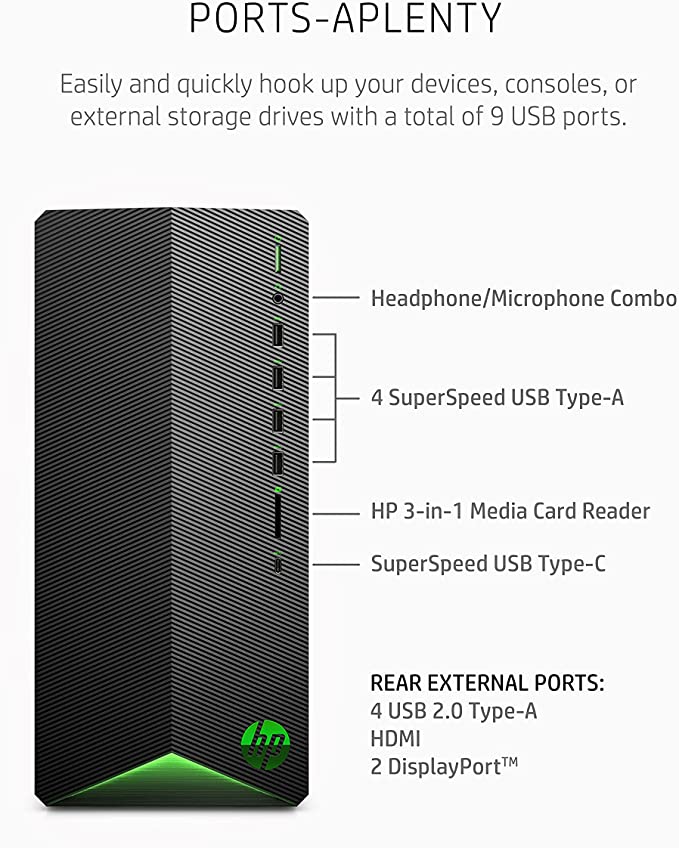 PORTS-APLENTY
Easily and quickly hook up your devices, consoles, or
external storage drives with a total of 9 USB ports.
Headphone/Microphone Combo
4 SuperSpeed USB Type-A
HP 3-in-1 Media Card Reader
SuperSpeed USB Type-C
hp
REAR EXTERNAL PORTS:
4 USB 2.0 Type-A
HDMI
2 DisplayPort™